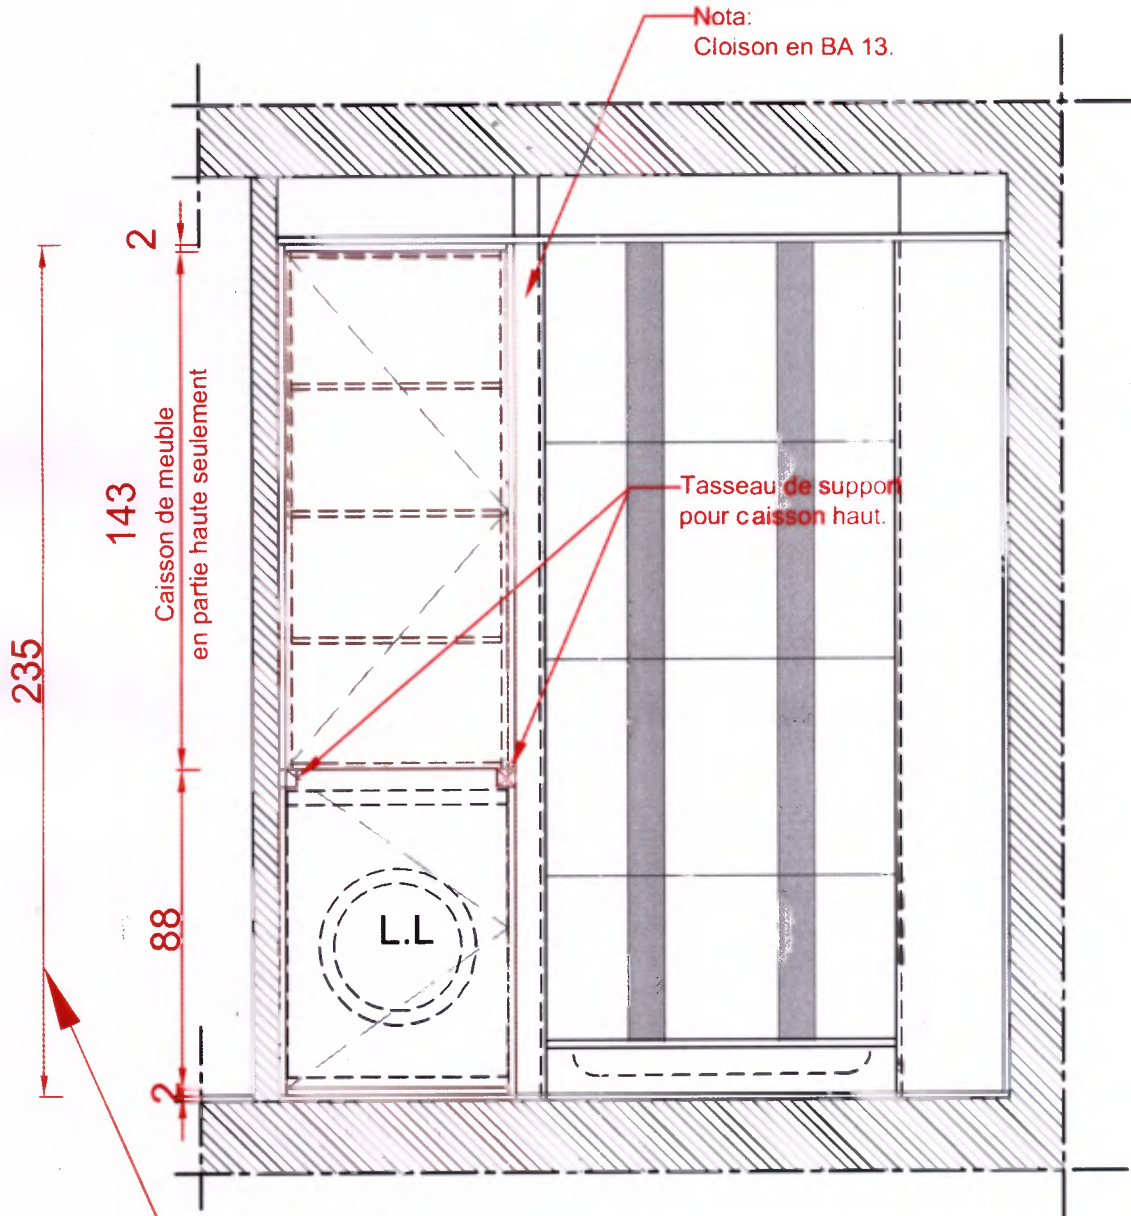 Nota:
Cloison en BA 13.
2
143
Caisson de meuble
en partie haute seulement
Tasseau de support
pour caisson haut.
235
88
L.L
2